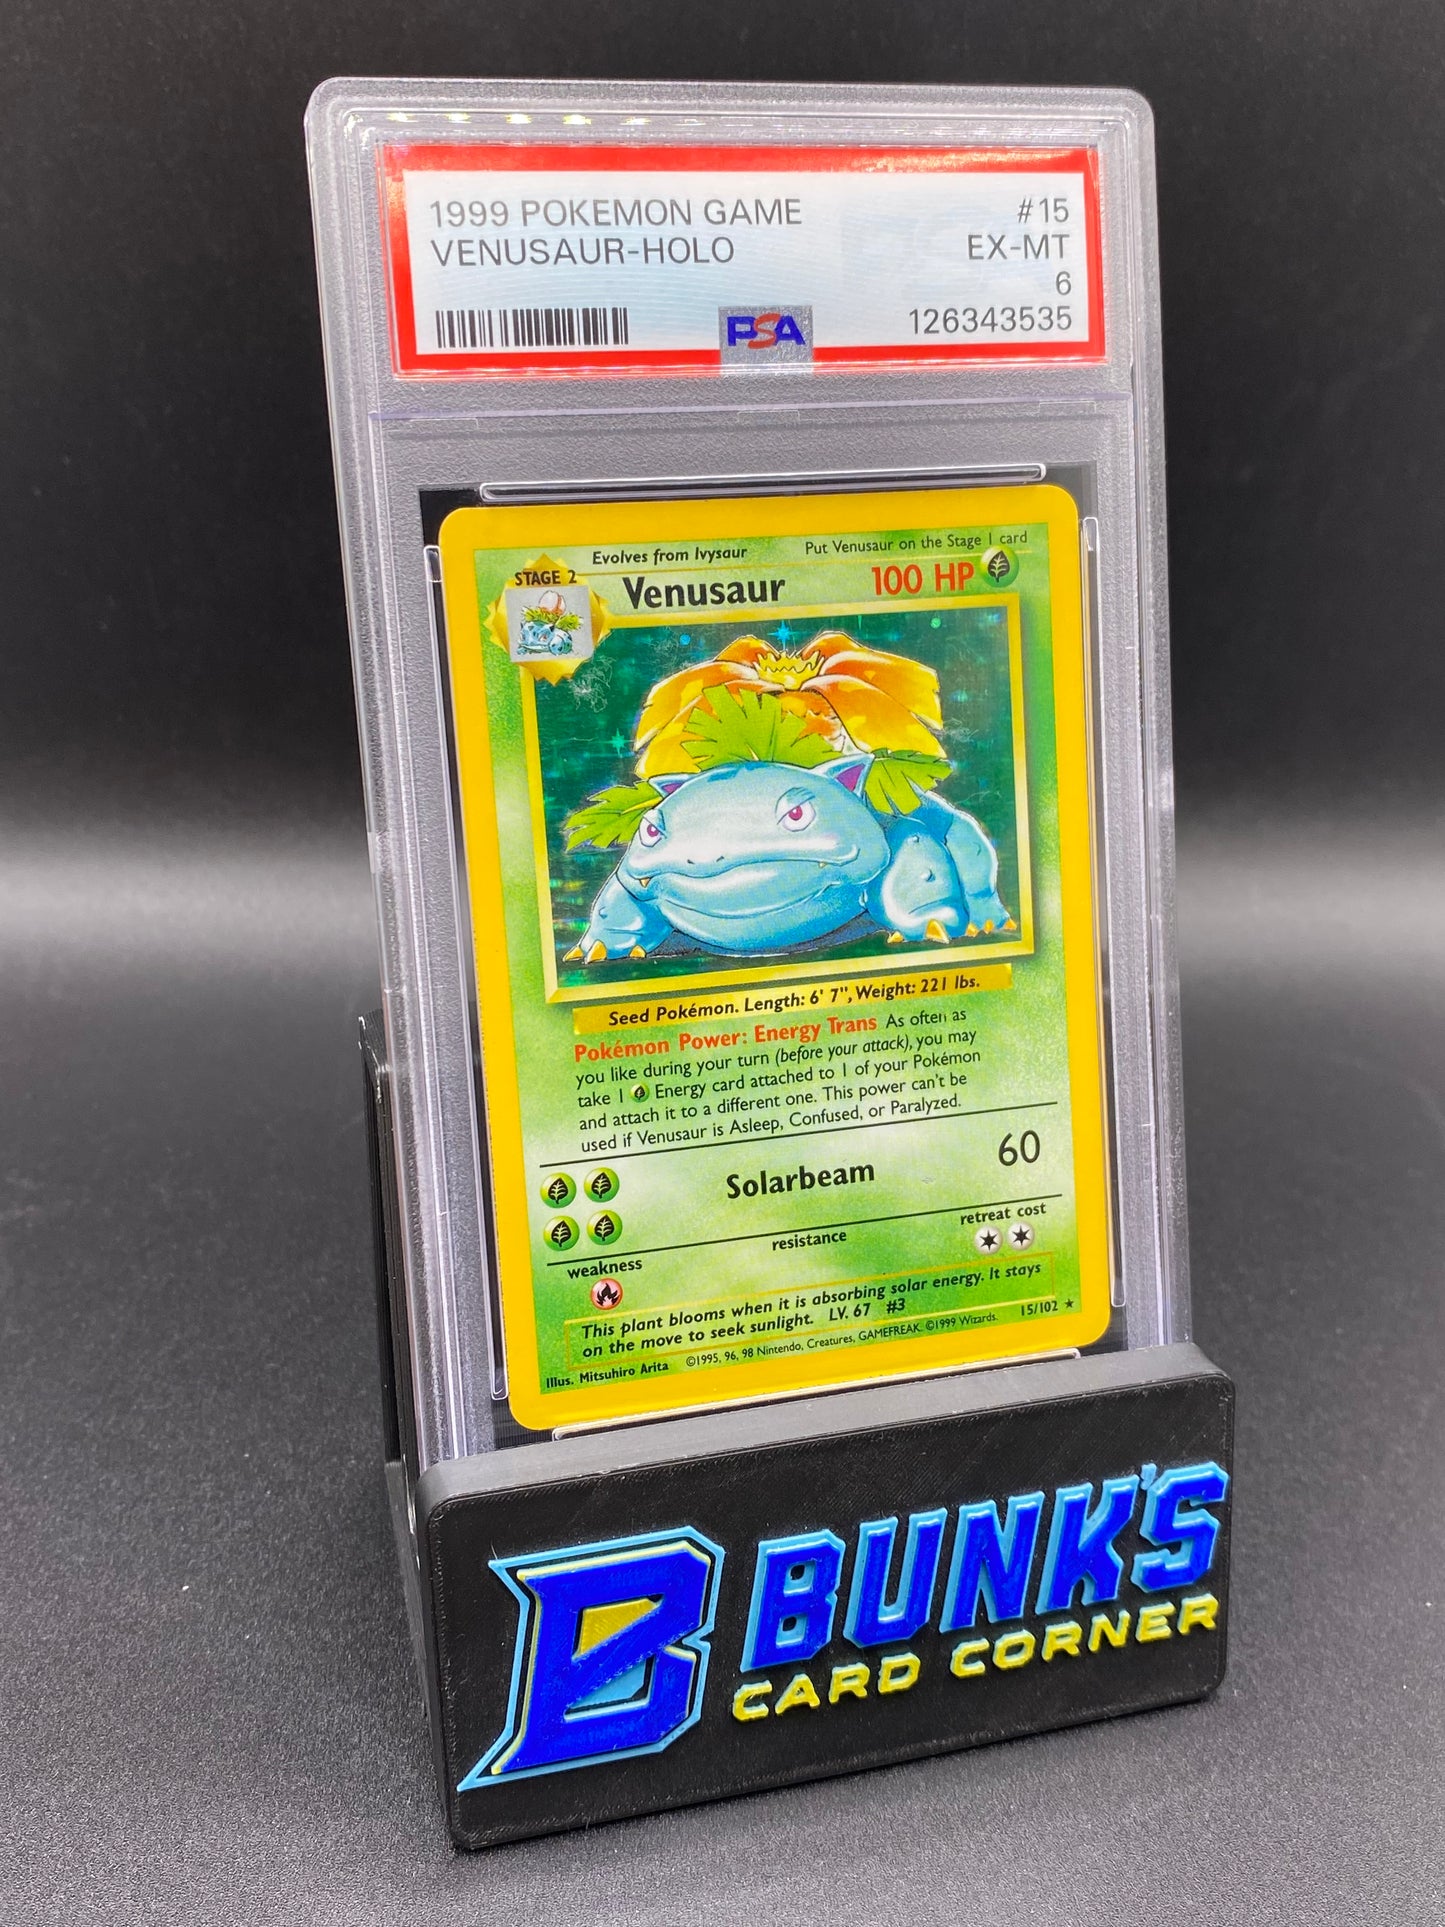 1999 POKEMON GAME #15
VENUSAUR-HOLO EX-MT
6
PSA 126343535
Evolves from Ivysaur Put Venusaur on the Stage 1 card
STAGE 2 Venusaur 100 HP
Seed Pokémon. Length: 6' 7", Weight: 221 lbs.
Pokémon Power: Energy Trans As often as
you like during your turn (before your attack), you may
take 1 Energy card attached to 1 of your Pokémon
and attach it to a different one. This power can't be
used if Venusaur is Asleep, Confused, or Paralyzed.
Solarbeam 60
weakness resistance retreat cost
This plant blooms when it is absorbing solar energy. It stays
on the move to seek sunlight. LV. 67 #3
Illus. Mitsuhiro Arita ©1995, 96, 98 Nintendo, Creatures, GAMEFREAK. ©1999 Wizards. 15/102 ★
B BUNK'S
CARD CORNER